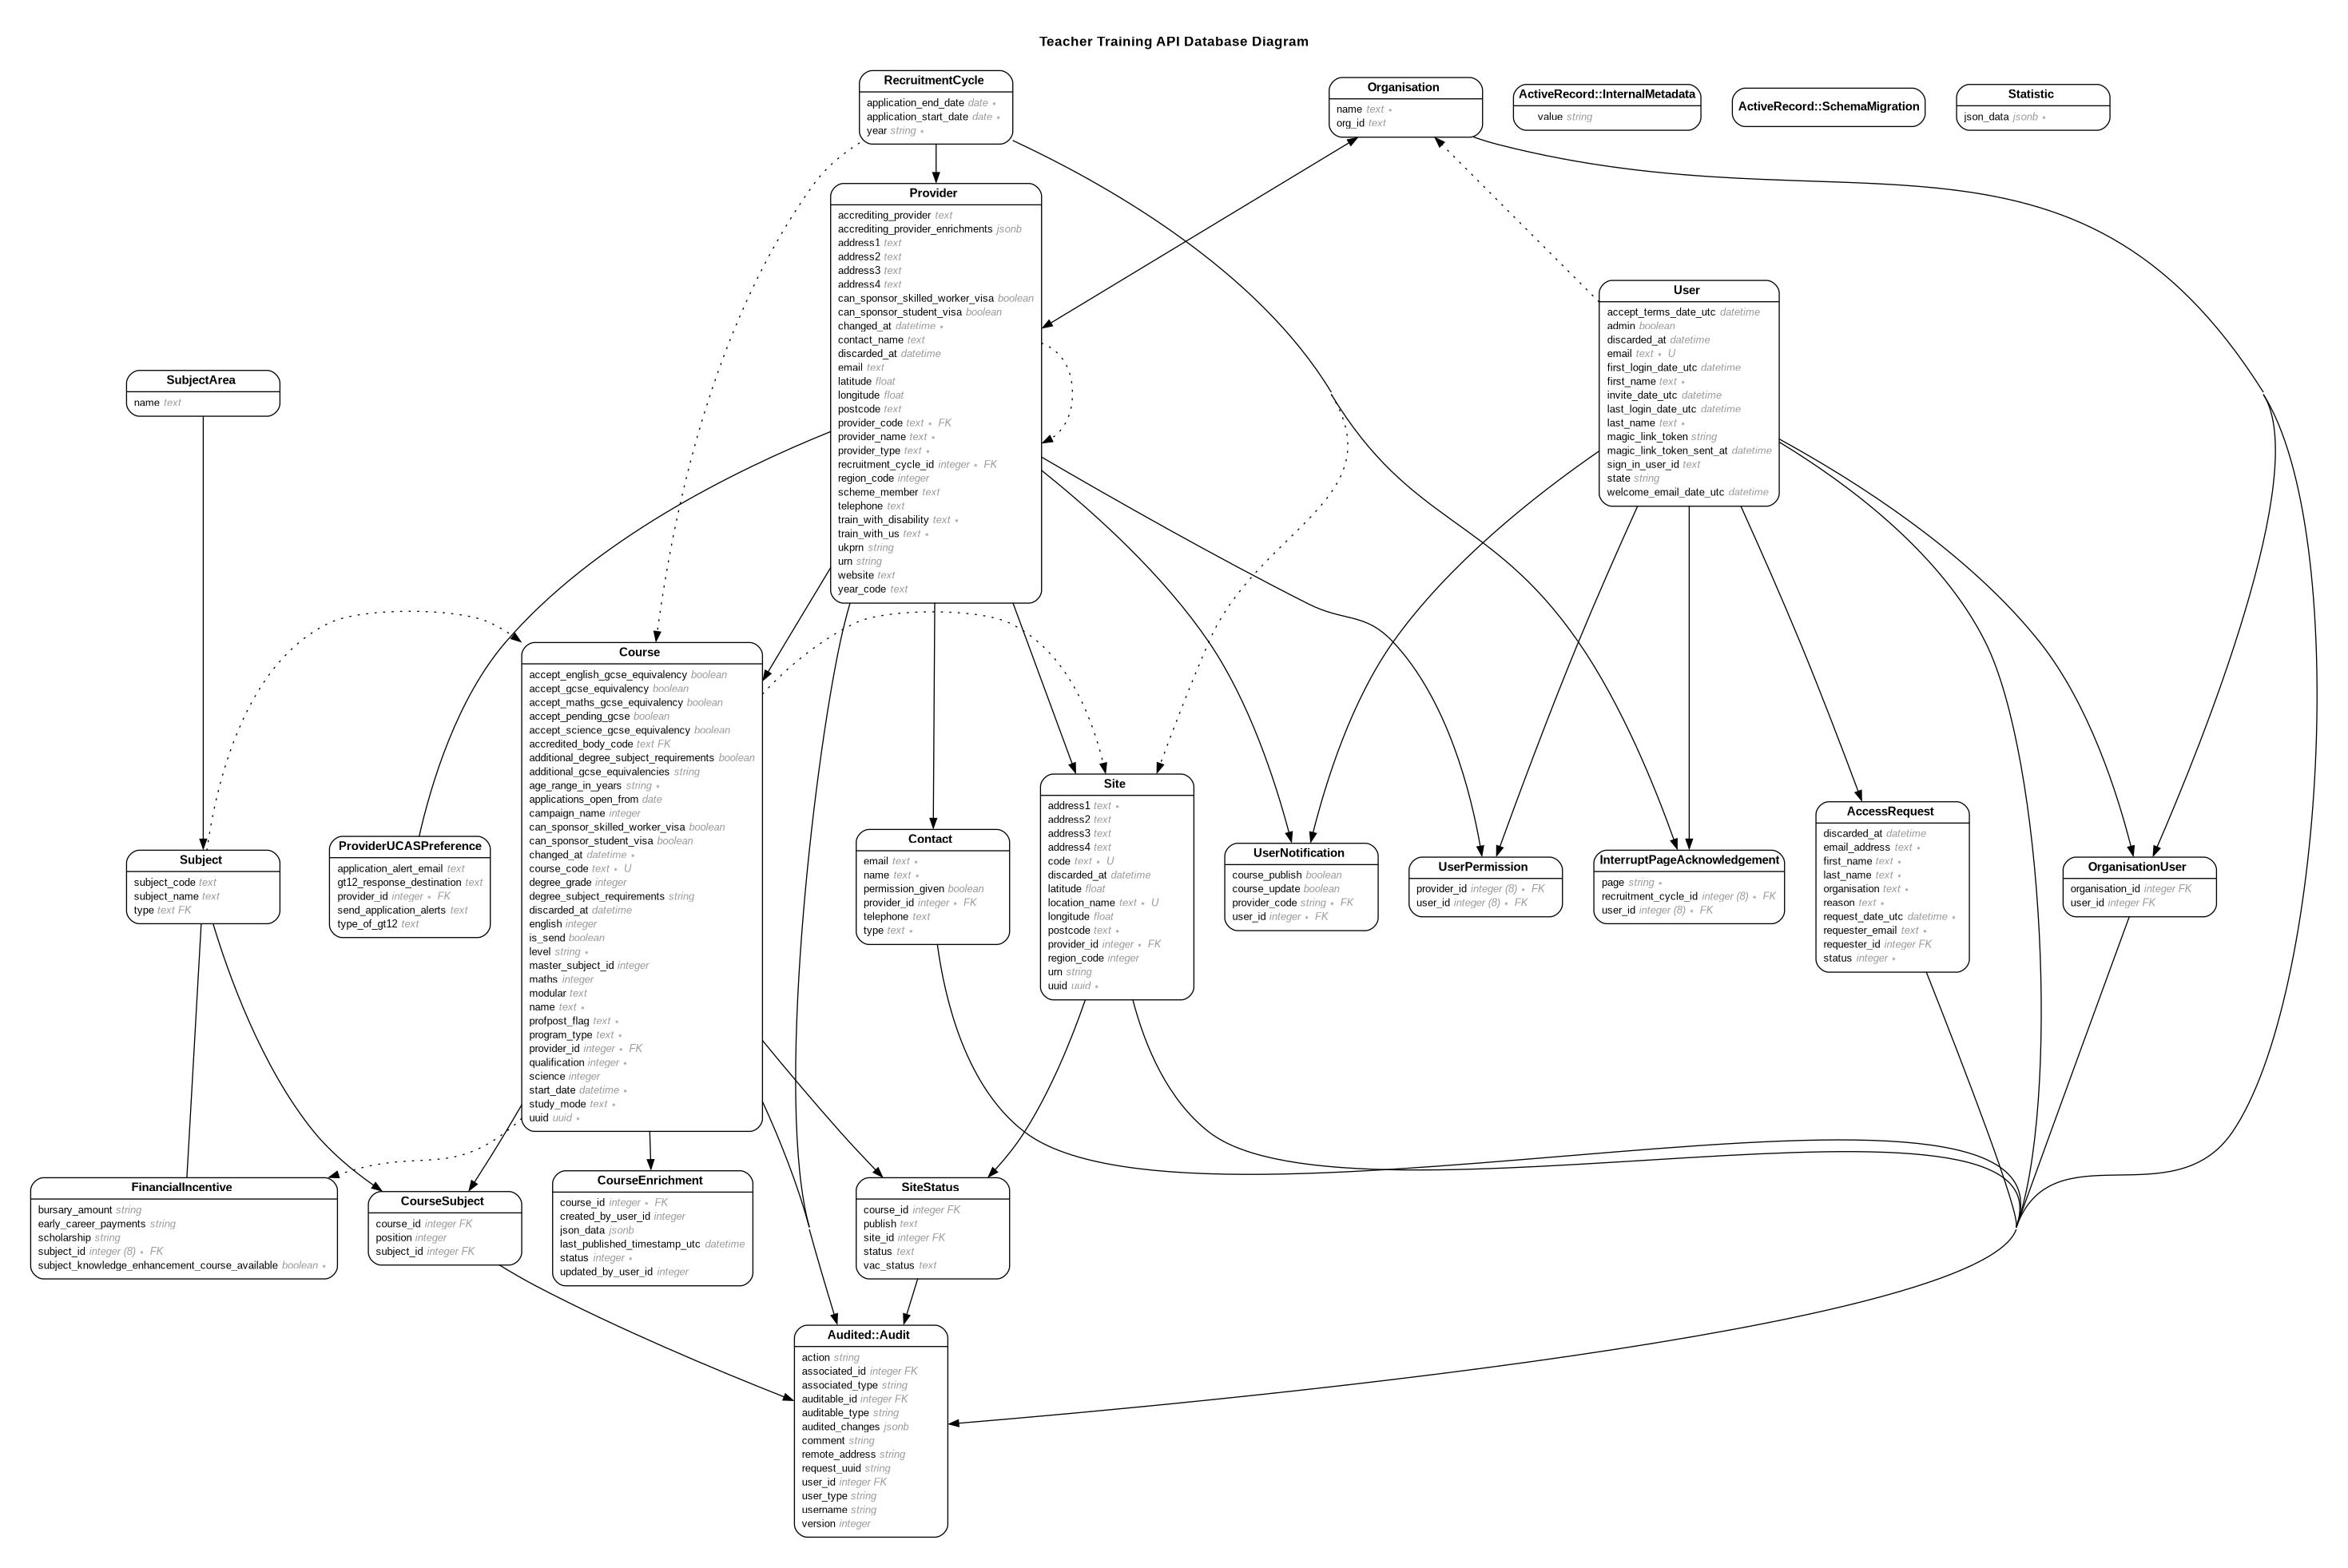 Teacher Training API Database Diagram
RecruitmentCycle
application_end_date date ∗
application_start_date date ∗
year string ∗
Organisation
name text ∗
org_id text
ActiveRecord::InternalMetadata
value string
ActiveRecord::SchemaMigration
Statistic
json_data jsonb ∗
Provider
accrediting_provider text
accrediting_provider_enrichments jsonb
address1 text
address2 text
address3 text
address4 text
can_sponsor_skilled_worker_visa boolean
can_sponsor_student_visa boolean
changed_at datetime ∗
contact_name text
discarded_at datetime
email text
latitude float
longitude float
postcode text
provider_code text ∗ FK
provider_name text ∗
provider_type text ∗
recruitment_cycle_id integer ∗ FK
region_code integer
scheme_member text
telephone text
train_with_disability text ∗
train_with_us text ∗
ukprn string
urn string
website text
year_code text
User
accept_terms_date_utc datetime
admin boolean
discarded_at datetime
email text ∗ U
first_login_date_utc datetime
first_name text ∗
invite_date_utc datetime
last_login_date_utc datetime
last_name text ∗
magic_link_token string
magic_link_token_sent_at datetime
sign_in_user_id text
state string
welcome_email_date_utc datetime
SubjectArea
name text
Course
accept_english_gcse_equivalency boolean
accept_gcse_equivalency boolean
accept_maths_gcse_equivalency boolean
accept_pending_gcse boolean
accept_science_gcse_equivalency boolean
accredited_body_code text FK
additional_degree_subject_requirements boolean
additional_gcse_equivalencies string
age_range_in_years string ∗
applications_open_from date
campaign_name integer
can_sponsor_skilled_worker_visa boolean
can_sponsor_student_visa boolean
changed_at datetime ∗
course_code text ∗ U
degree_grade integer
degree_subject_requirements string
discarded_at datetime
english integer
is_send boolean
level string ∗
master_subject_id integer
maths integer
modular text
name text ∗
profpost_flag text ∗
program_type text ∗
provider_id integer ∗ FK
qualification integer ∗
science integer
start_date datetime ∗
study_mode text ∗
uuid uuid ∗
Subject
subject_code text
subject_name text
type text FK
ProviderUCASPreference
application_alert_email text
gt12_response_destination text
provider_id integer ∗ FK
send_application_alerts text
type_of_gt12 text
Contact
email text ∗
name text ∗
permission_given boolean
provider_id integer ∗ FK
telephone text
type text ∗
Site
address1 text ∗
address2 text
address3 text
address4 text
code text ∗ U
discarded_at datetime
latitude float
location_name text ∗ U
longitude float
postcode text ∗
provider_id integer ∗ FK
region_code integer
urn string
uuid uuid ∗
UserNotification
course_publish boolean
course_update boolean
provider_code string ∗ FK
user_id integer ∗ FK
UserPermission
provider_id integer (8) ∗ FK
user_id integer (8) ∗ FK
InterruptPageAcknowledgement
page string ∗
recruitment_cycle_id integer (8) ∗ FK
user_id integer (8) ∗ FK
AccessRequest
discarded_at datetime
email_address text ∗
first_name text ∗
last_name text ∗
organisation text ∗
reason text ∗
request_date_utc datetime ∗
requester_email text ∗
requester_id integer FK
status integer ∗
OrganisationUser
organisation_id integer FK
user_id integer FK
FinancialIncentive
bursary_amount string
early_career_payments string
scholarship string
subject_id integer (8) ∗ FK
subject_knowledge_enhancement_course_available boolean ∗
CourseSubject
course_id integer FK
position integer
subject_id integer FK
CourseEnrichment
course_id integer ∗ FK
created_by_user_id integer
json_data jsonb
last_published_timestamp_utc datetime
status integer ∗
updated_by_user_id integer
SiteStatus
course_id integer FK
publish text
site_id integer FK
status text
vac_status text
Audited::Audit
action string
associated_id integer FK
associated_type string
auditable_id integer FK
auditable_type string
audited_changes jsonb
comment string
remote_address string
request_uuid string
user_id integer FK
user_type string
username string
version integer